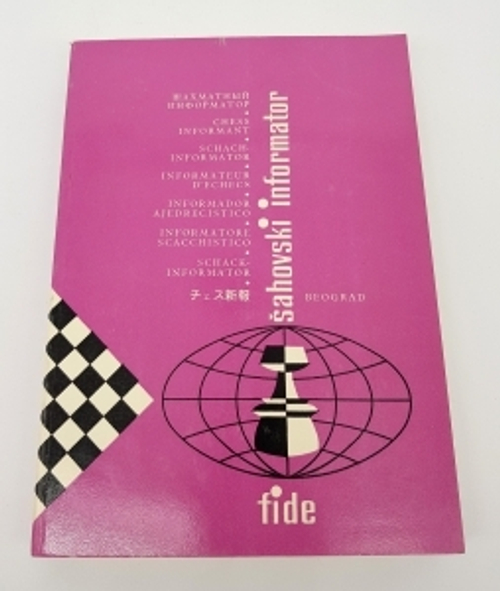 ШАХМАТНЫЙ
ИНФОРМАТОР
CHESS
INFORMANT
SCHACH-
INFORMATOR
INFORMATEUR
D'ECHECS
INFORMADOR
AJEDRECISTICO
INFORMATORE
SCACCHISTICO
SCHACK-
INFORMATOR
チェス新報
šahovski informator
BEOGRAD
fide